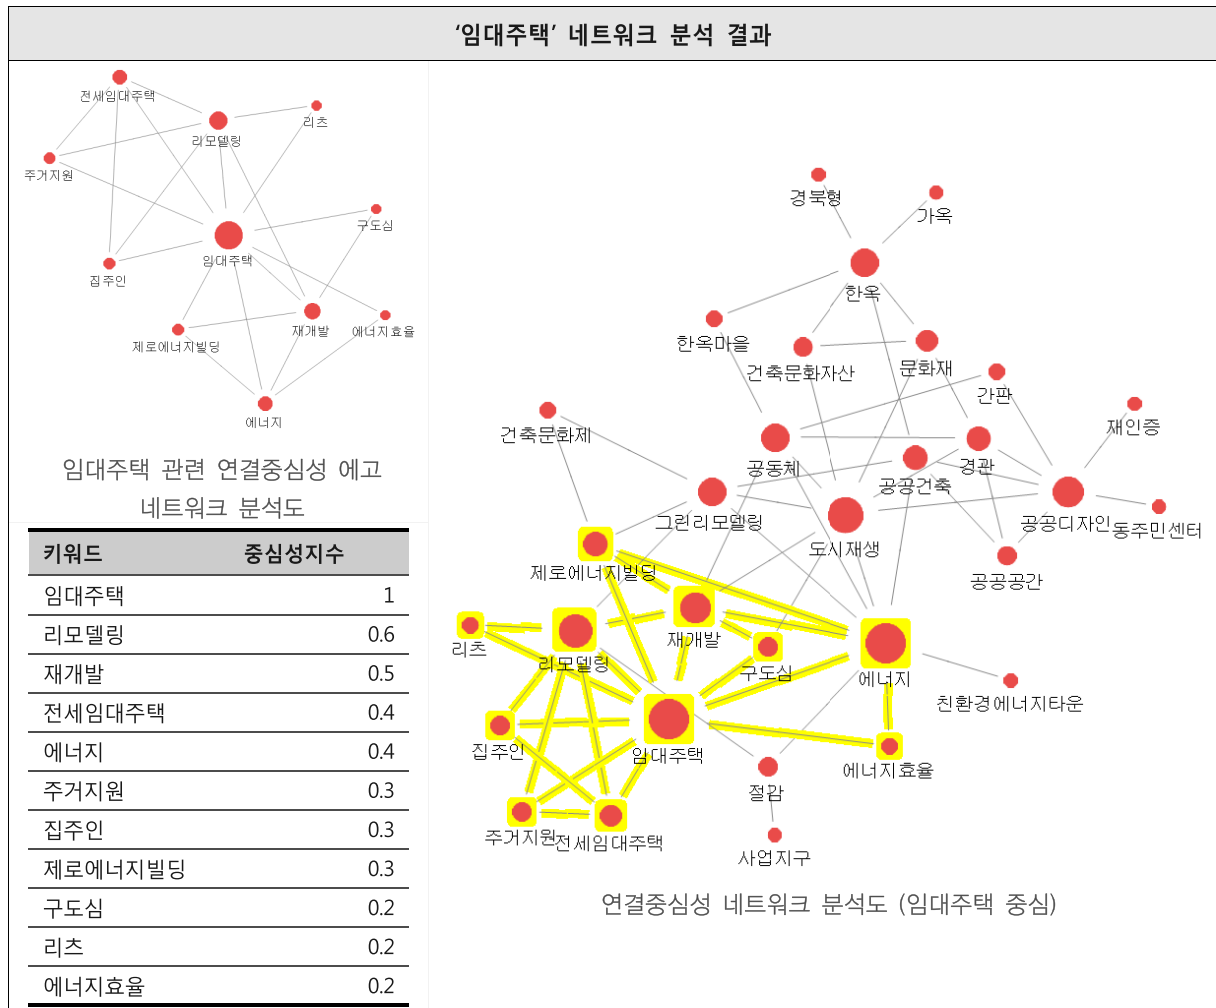 ‘임대주택’ 네트워크 분석 결과
전세임대주택
리모델링
리츠
주거지원
구도심
임대주택
집주인
재개발
에너지효율
제로에너지빌딩
에너지
임대주택 관련 연결중심성 에고
네트워크 분석도
키워드 중심성지수
임대주택 1
리모델링 0.6
재개발 0.5
전세임대주택 0.4
에너지 0.4
주거지원 0.3
집주인 0.3
제로에너지빌딩 0.3
구도심 0.2
리츠 0.2
에너지효율 0.2
경북형
가옥
한옥
한옥마을
건축문화자산
문화재
간판
건축문화제
재인증
공동체
공공건축
경관
그린리모델링
도시재생
공공디자인
동주민센터
제로에너지빌딩
공공공간
재개발
리츠
리모델링
구도심
에너지
친환경에너지타운
집주인
임대주택
에너지효율
절감
주거지원
전세임대주택
사업지구
연결중심성 네트워크 분석도 (임대주택 중심)